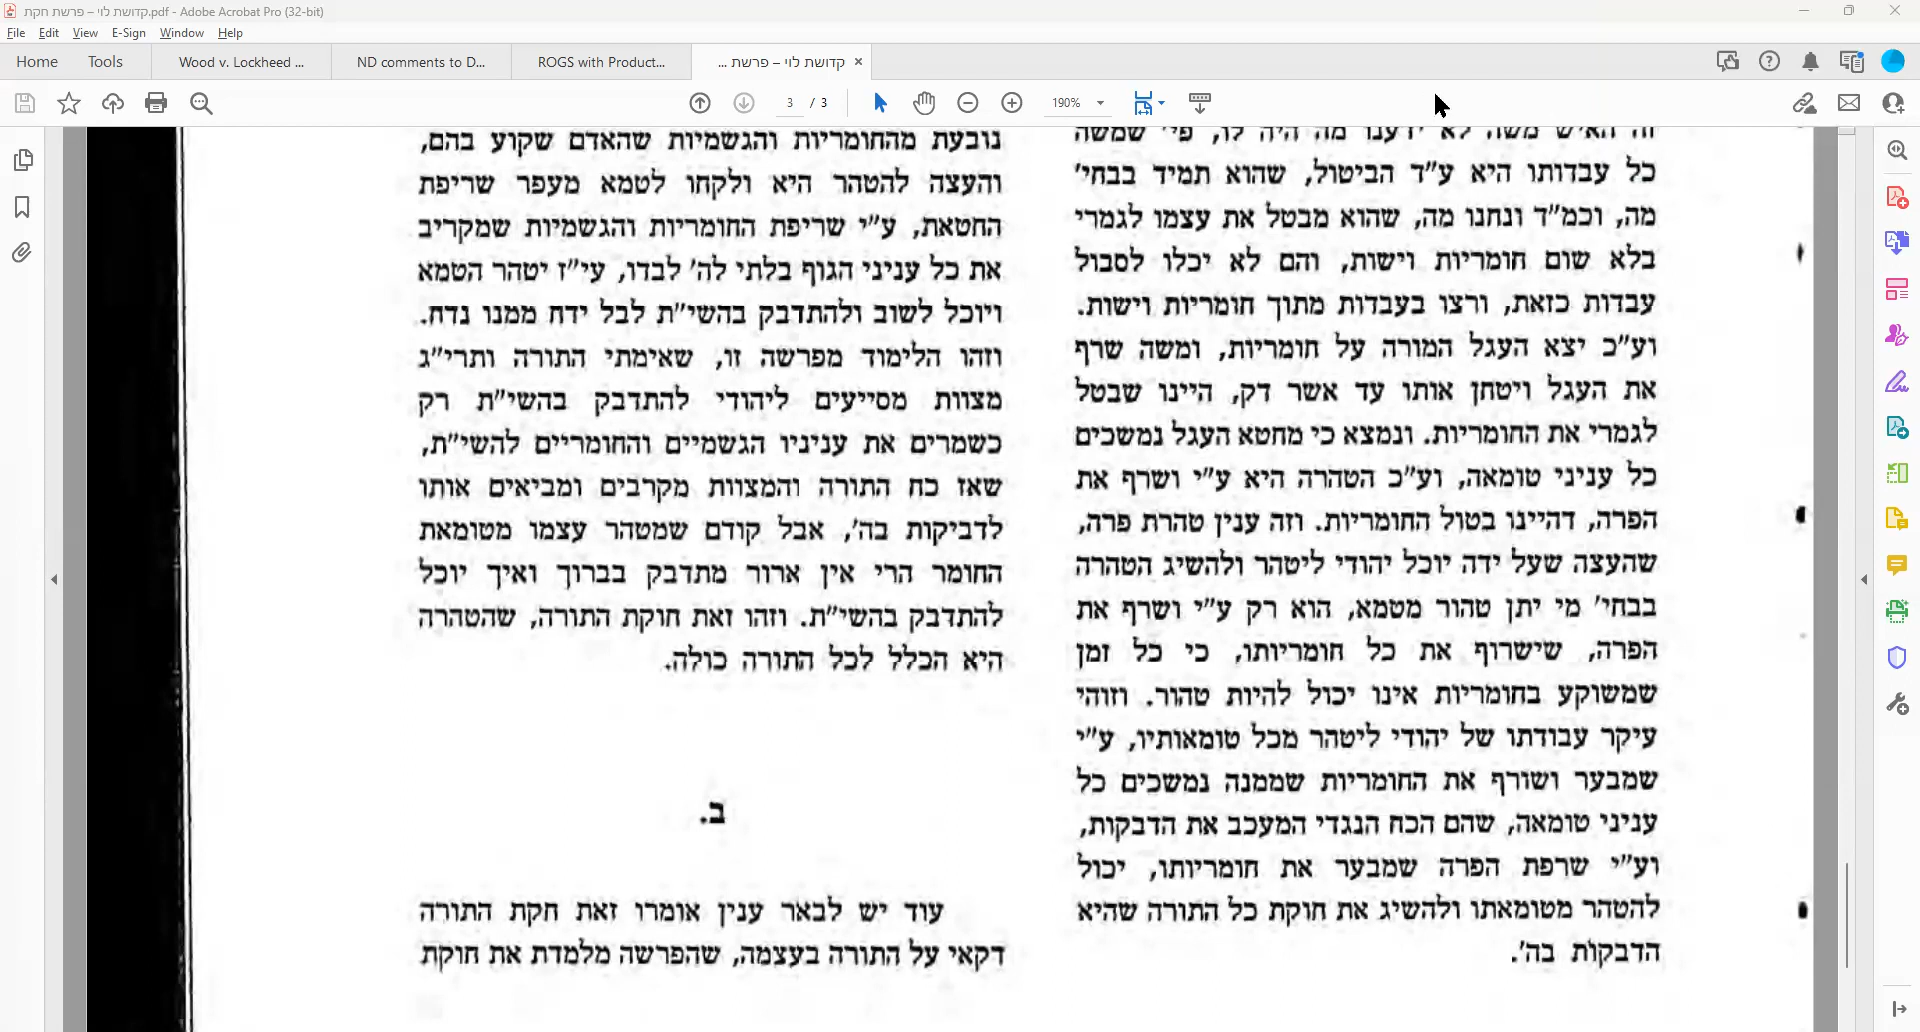 קדושת לוי – פרשת חקת.pdf - Adobe Acrobat Pro (32-bit)
File Edit View E-Sign Window Help
Home Tools Wood v. Lockheed ... ND comments to D... ROGS with Product... קדושת לוי – פרשת ... ×
3 / 3 190%
משה לא ידענו מה היה לו, פי' שמשה
כל עבדותו היא ע"ד הביטול, שהוא תמיד בבחי'
מה, וכמ"ד ונחנו מה, שהוא מבטל את עצמו לגמרי
בלא שום חומריות וישות, והם לא יכלו לסבול
עבדות כזאת, ורצו בעבדות מתוך חומריות וישות.
וע"כ יצא העגל המורה על חומריות, ומשה שרף
את העגל ויטחן אותו עד אשר דק, היינו שבטל
לגמרי את החומריות. ונמצא כי מחטא העגל נמשכים
כל עניני טומאה, וע"כ הטהרה היא ע"י ושרף את
הפרה, דהיינו בטול החומריות. וזה ענין טהרת פרה,
שהעצה שעל ידה יוכל יהודי ליטהר ולהשיג הטהרה
בבחי' מי יתן טהור מטמא, הוא רק ע"י ושרף את
הפרה, שישרוף את כל חומריותו, כי כל זמן
שמשוקע בחומריות אינו יכול להיות טהור. וזוהי
עיקר עבודתו של יהודי ליטהר מכל טומאותיו, ע"י
שמבער ושורף את החומריות שממנה נמשכים כל
עניני טומאה, שהם הכח הנגדי המעכב את הדבקות,
וע"י שרפת הפרה שמבער את חומריותו, יכול
להטהר מטומאתו ולהשיג את חוקת כל התורה שהיא
הדבקות בה'.
נובעת מהחומריות והגשמיות שהאדם שקוע בהם,
והעצה להטהר היא ולקחו לטמא מעפר שריפת
החטאת, ע"י שריפת החומריות והגשמיות שמקריב
את כל עניני הגוף בלתי לה' לבדו, עי"ז יטהר הטמא
ויוכל לשוב ולהתדבק בהשי"ת לבל ידח ממנו נדח.
וזהו הלימוד מפרשה זו, שאימתי התורה ותרי"ג
מצוות מסייעים ליהודי להתדבק בהשי"ת רק
כשמרים את עניניו הגשמיים והחומריים להשי"ת,
שאז כח התורה והמצוות מקרבים ומביאים אותו
לדביקות בה', אבל קודם שמטהר עצמו מטומאת
החומר הרי אין ארור מתדבק בברוך ואיך יוכל
להתדבק בהשי"ת. וזהו זאת חוקת התורה, שהטהרה
היא הכלל לכל התורה כולה.
ב.
עוד יש לבאר ענין אומרו זאת חקת התורה
דקאי על התורה בעצמה, שהפרשה מלמדת את חוקת